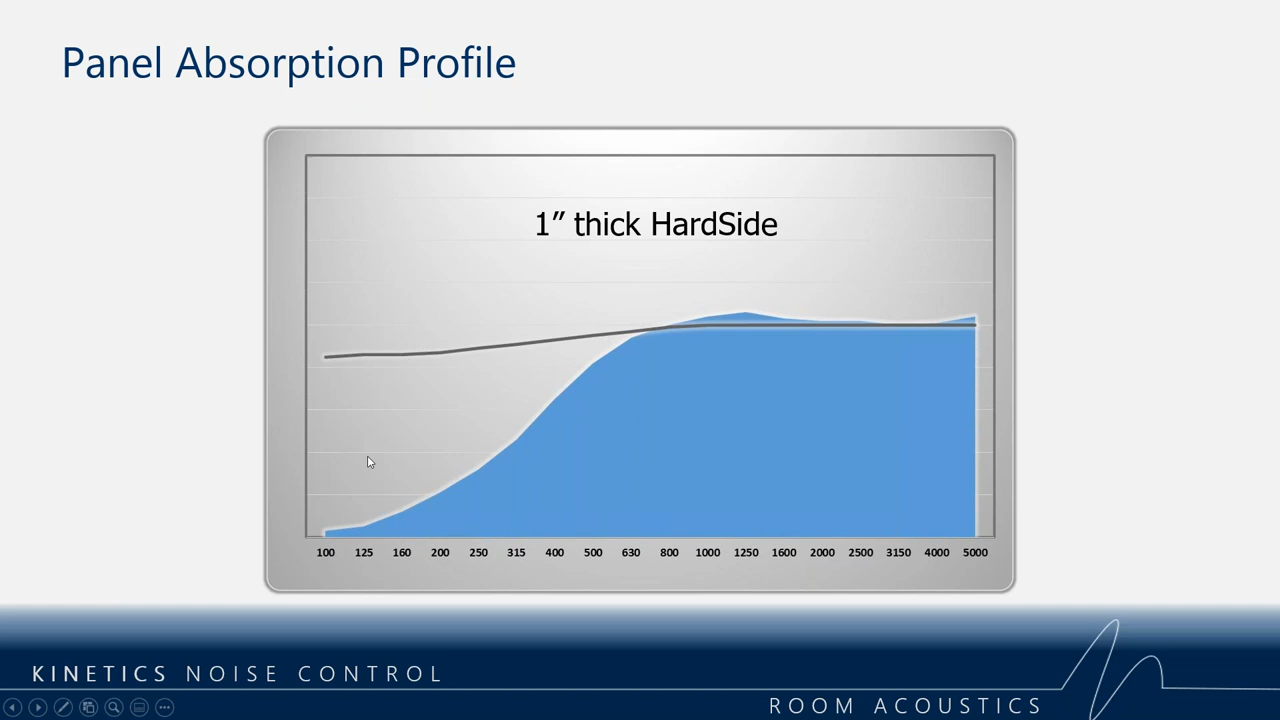 Panel Absorption Profile
1″ thick HardSide
100 125 160 200 250 315 400 500 630 800 1000 1250 1600 2000 2500 3150 4000 5000
KINETICS NOISE CONTROL
ROOM ACOUSTICS